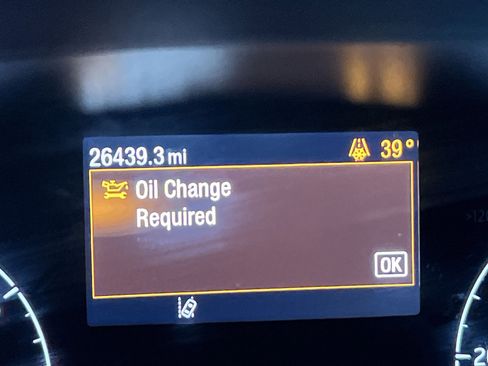 26439.3 mi 39°
Oil Change
Required
OK